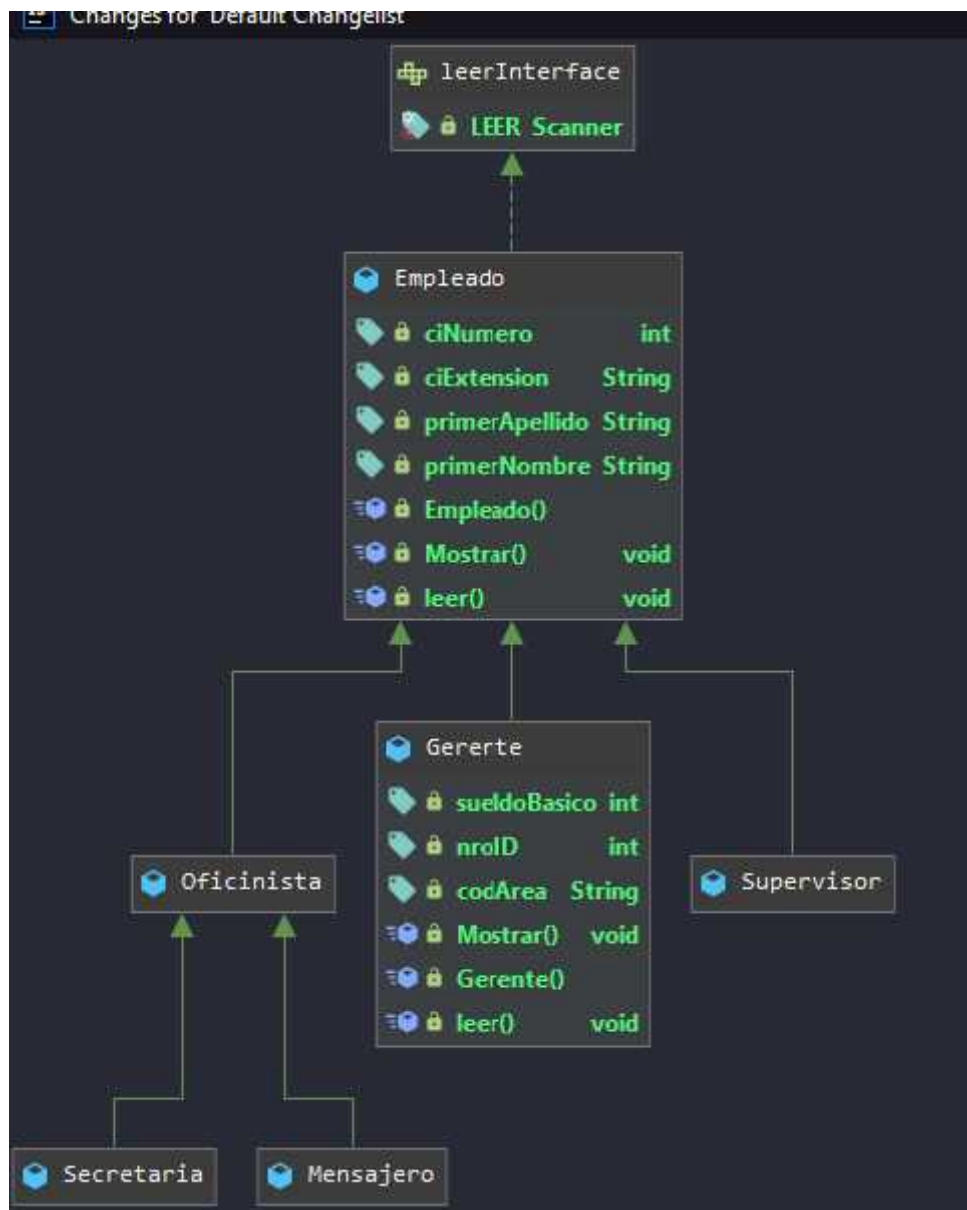 Changes for 'Default Changelist'
leerInterface
LEER Scanner
Empleado
ciNumero int
ciExtension String
primerApellido String
primerNombre String
Empleado()
Mostrar() void
leer() void
Gererte
sueldoBasico int
nroID int
codArea String
Mostrar() void
Gerente()
leer() void
Oficinista
Supervisor
Secretaria
Mensajero